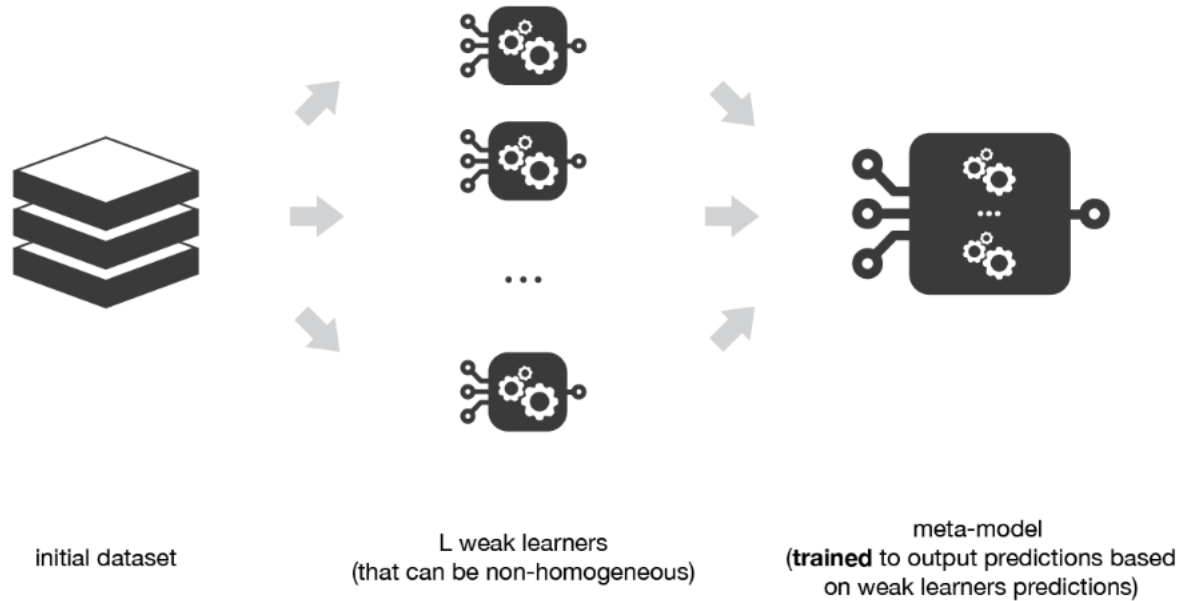 initial dataset
L weak learners
(that can be non-homogeneous)
meta-model
(trained to output predictions based
on weak learners predictions)